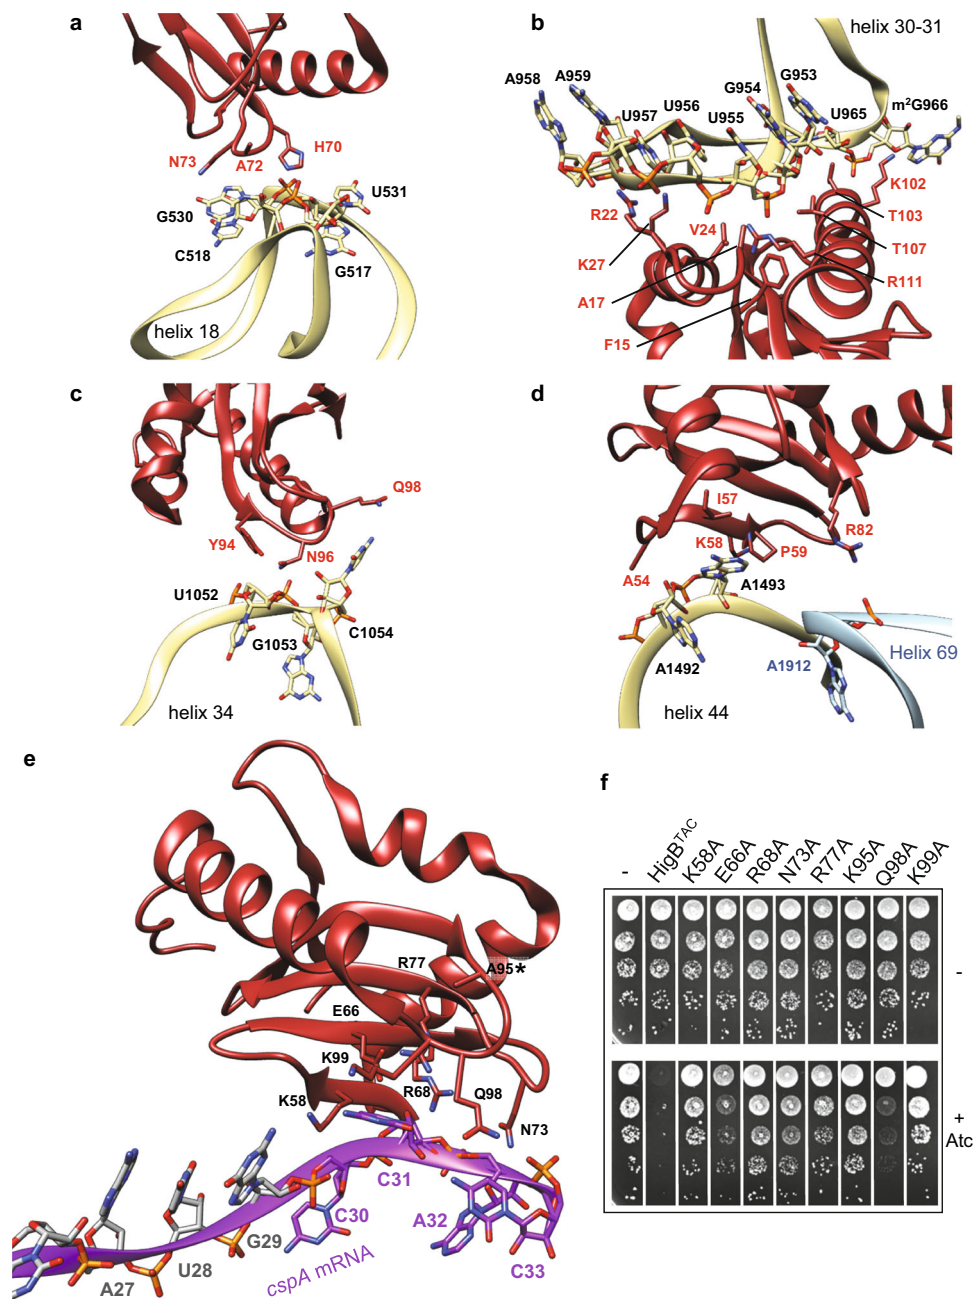 a
H70
N73
A72
U531
G530
C518
G517
helix 18
b
helix 30-31
A958
A959
G954
G953
U956
U957
U955
U965
m²G966
K102
R22
T103
V24
K27
T107
A17
R111
F15
c
Q98
Y94
N96
U1052
G1053
C1054
helix 34
d
I57
R82
K58
P59
A54
A1493
Helix 69
A1492
A1912
helix 44
e
R77
A95*
E66
K99
R68
Q98
K58
N73
C31
C30
A32
G29
C33
U28
A27
cspA mRNA
f
- HigBᵀᴬᶜ K58A E66A R68A N73A R77A K95A Q98A K99A
-
+
Atc